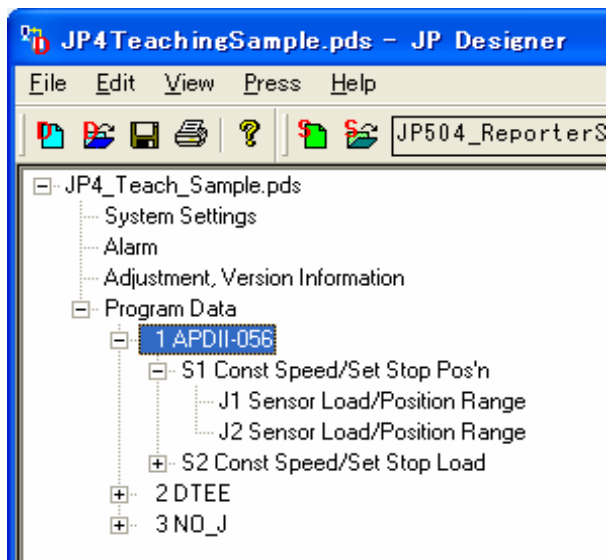 JP4TeachingSample.pds - JP Designer
File Edit View Press Help
JP504_ReporterS
JP4_Teach_Sample.pds
System Settings
Alarm
Adjustment, Version Information
Program Data
1 APDII-056
S1 Const Speed/Set Stop Pos'n
J1 Sensor Load/Position Range
J2 Sensor Load/Position Range
S2 Const Speed/Set Stop Load
2 DTEE
3 NO_J